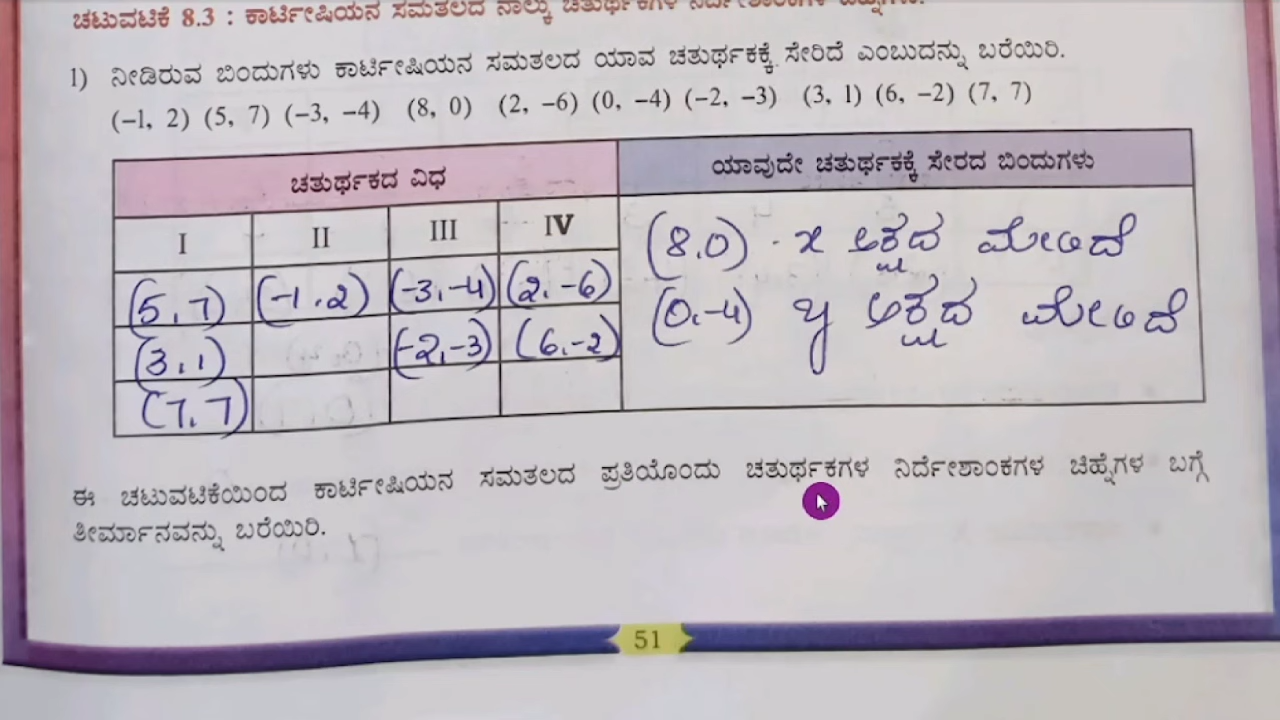 ಚಟುವಟಿಕೆ 8.3 : ಕಾರ್ಟೀಷಿಯನ ಸಮತಲದ ನಾಲ್ಕು ಚತುರ್ಥಕಗಳ ನಿರ್ದೇಶಾಂಕಗಳ ಚಿಹ್ನೆಗಳು.
1) ನೀಡಿರುವ ಬಿಂದುಗಳು ಕಾರ್ಟೀಷಿಯನ ಸಮತಲದ ಯಾವ ಚತುರ್ಥಕಕ್ಕೆ ಸೇರಿದೆ ಎಂಬುದನ್ನು ಬರೆಯಿರಿ.
(–1, 2) (5, 7) (–3, –4) (8, 0) (2, –6) (0, –4) (–2, –3) (3, 1) (6, –2) (7, 7)
ಚತುರ್ಥಕದ ವಿಧ ಯಾವುದೇ ಚತುರ್ಥಕಕ್ಕೆ ಸೇರದ ಬಿಂದುಗಳು
I II III IV
(8,0) · x ಅಕ್ಷದ ಮೇಲಿದೆ
(5,7) (-1,2) (-3,-4) (2,-6)
(0,-4) y ಅಕ್ಷದ ಮೇಲಿದೆ
(3,1) (-2,-3) (6,-2)
(7,7)
ಈ ಚಟುವಟಿಕೆಯಿಂದ ಕಾರ್ಟೀಷಿಯನ ಸಮತಲದ ಪ್ರತಿಯೊಂದು ಚತುರ್ಥಕಗಳ ನಿರ್ದೇಶಾಂಕಗಳ ಚಿಹ್ನೆಗಳ ಬಗ್ಗೆ
ತೀರ್ಮಾನವನ್ನು ಬರೆಯಿರಿ.
51